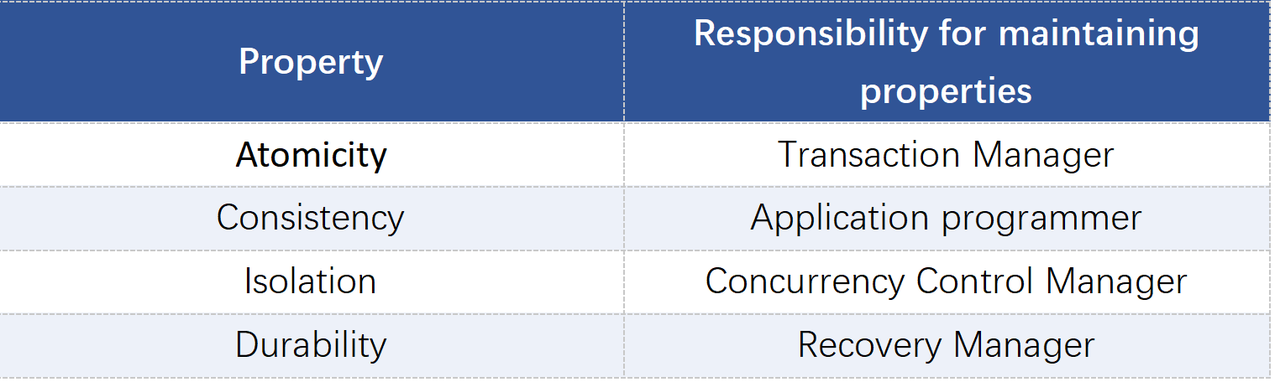 Property
Responsibility for maintaining
properties
Atomicity
Transaction Manager
Consistency
Application programmer
Isolation
Concurrency Control Manager
Durability
Recovery Manager